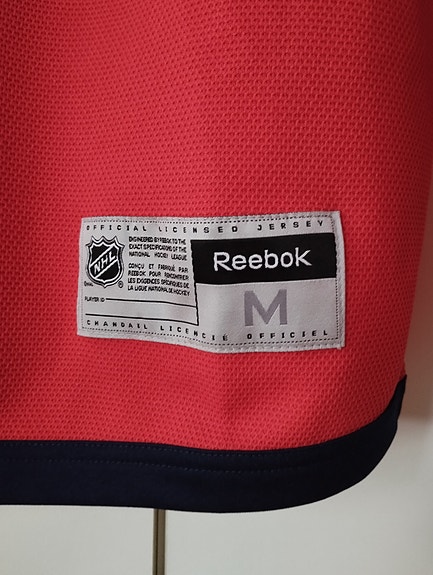 OFFICIAL LICENSED JERSEY
NHL
ENGINEERED BY REEBOK TO THE
EXACT SPECIFICATIONS OF THE
NATIONAL HOCKEY LEAGUE
CONÇU ET FABRIQUÉ PAR
REEBOK POUR RENCONTRER
LES EXIGENCES SPÉCIFIQUES DE
LA LIGUE NATIONALE DE HOCKEY
PLAYER ID
Reebok
M
CHANDAIL LICENCIÉ OFFICIEL